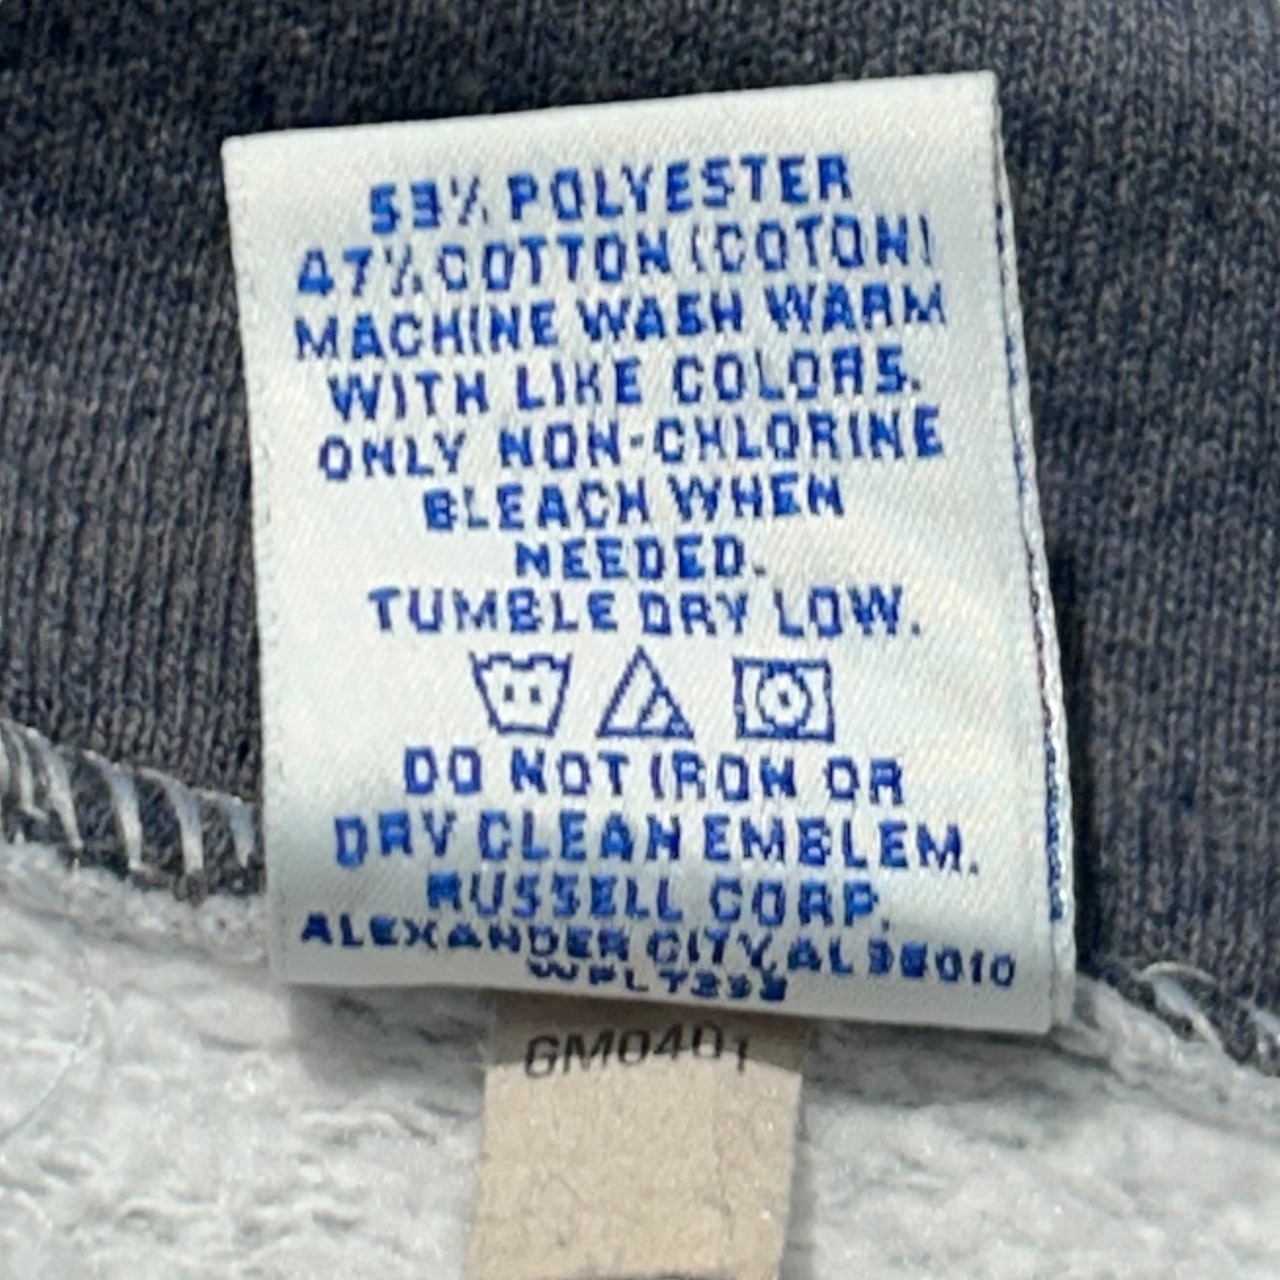 53% POLYESTER
47% COTTON (COTON)
MACHINE WASH WARM
WITH LIKE COLORS.
ONLY NON-CHLORINE
BLEACH WHEN
NEEDED.
TUMBLE DRY LOW.
DO NOT IRON OR
DRY CLEAN EMBLEM.
RUSSELL CORP.
ALEXANDER CITY, AL 35010
GM0401